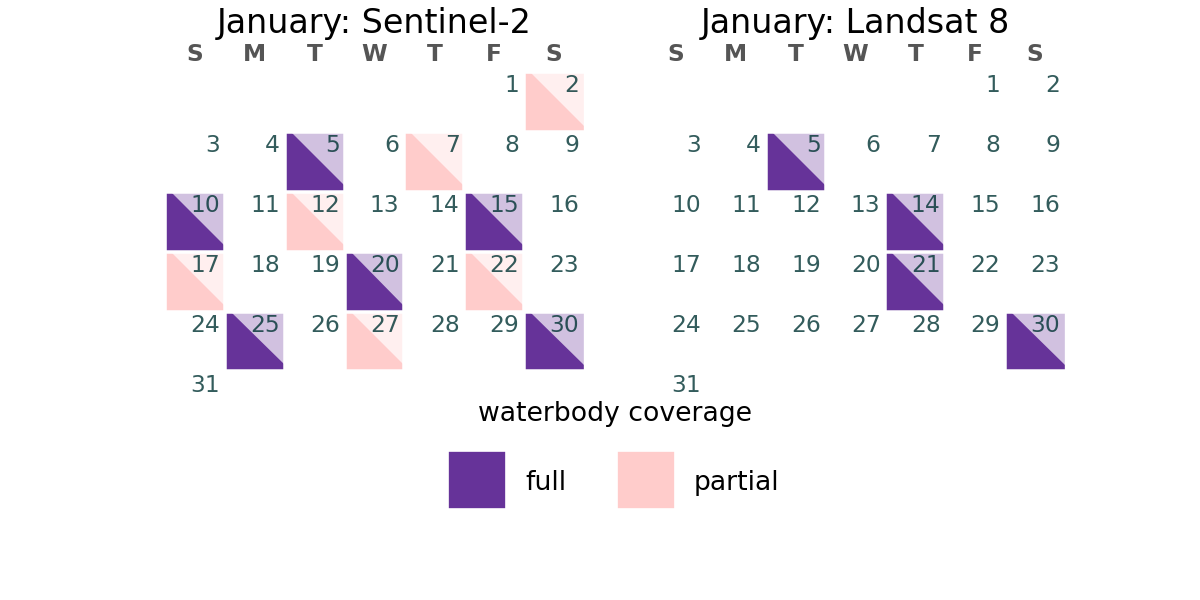 January: Sentinel-2
S M T W T F S
1 2
3 4 5 6 7 8 9
10 11 12 13 14 15 16
17 18 19 20 21 22 23
24 25 26 27 28 29 30
31
January: Landsat 8
S M T W T F S
1 2
3 4 5 6 7 8 9
10 11 12 13 14 15 16
17 18 19 20 21 22 23
24 25 26 27 28 29 30
31
waterbody coverage
full partial